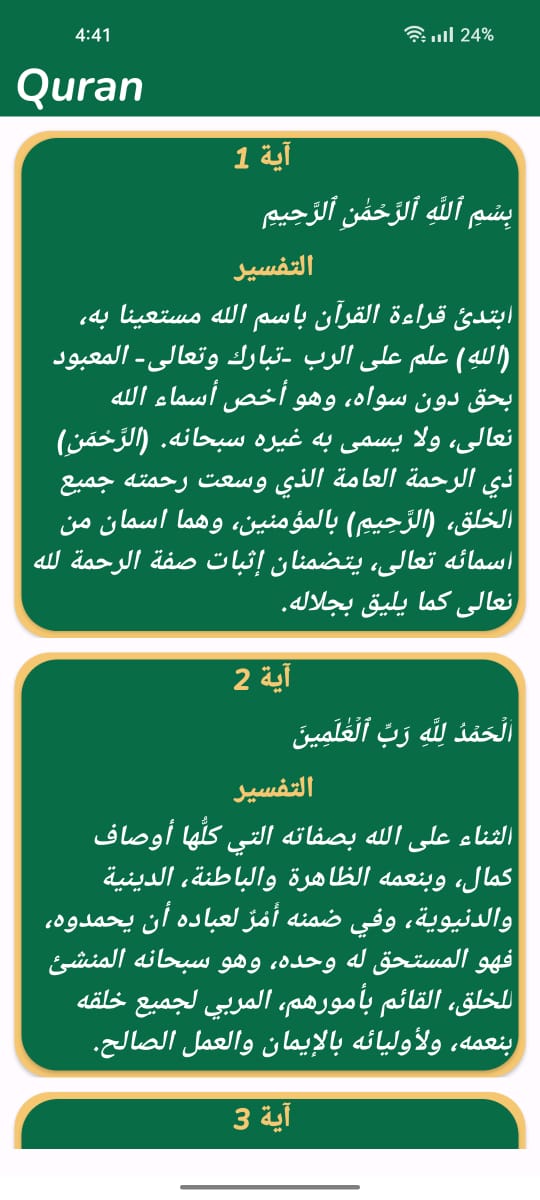 4:41 24%
Quran
آية 1
بِسۡمِ ٱللَّهِ ٱلرَّحۡمَٰنِ ٱلرَّحِيمِ
التفسير
ابتدئ قراءة القرآن باسم الله مستعينا به،
(اللهِ) علم على الرب -تبارك وتعالى- المعبود
بحق دون سواه، وهو أخص أسماء الله
تعالى، ولا يسمى به غيره سبحانه. (الرَّحْمَنِ)
ذي الرحمة العامة الذي وسعت رحمته جميع
الخلق، (الرَّحِيمِ) بالمؤمنين، وهما اسمان من
أسمائه تعالى، يتضمنان إثبات صفة الرحمة لله
تعالى كما يليق بجلاله.
آية 2
ٱلۡحَمۡدُ لِلَّهِ رَبِّ ٱلۡعَٰلَمِينَ
التفسير
الثناء على الله بصفاته التي كلُّها أوصاف
كمال، وبنعمه الظاهرة والباطنة، الدينية
والدنيوية، وفي ضمنه أَمْرٌ لعباده أن يحمدوه،
فهو المستحق له وحده، وهو سبحانه المنشئ
للخلق، القائم بأمورهم، المربي لجميع خلقه
بنعمه، ولأوليائه بالإيمان والعمل الصالح.
آية 3